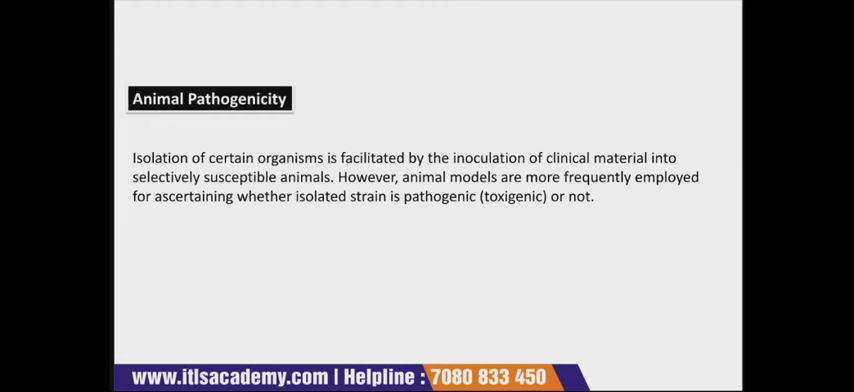 Animal Pathogenicity
Isolation of certain organisms is facilitated by the inoculation of clinical material into
selectively susceptible animals. However, animal models are more frequently employed
for ascertaining whether isolated strain is pathogenic (toxigenic) or not.
www.itlsacademy.com | Helpline : 7080 833 450